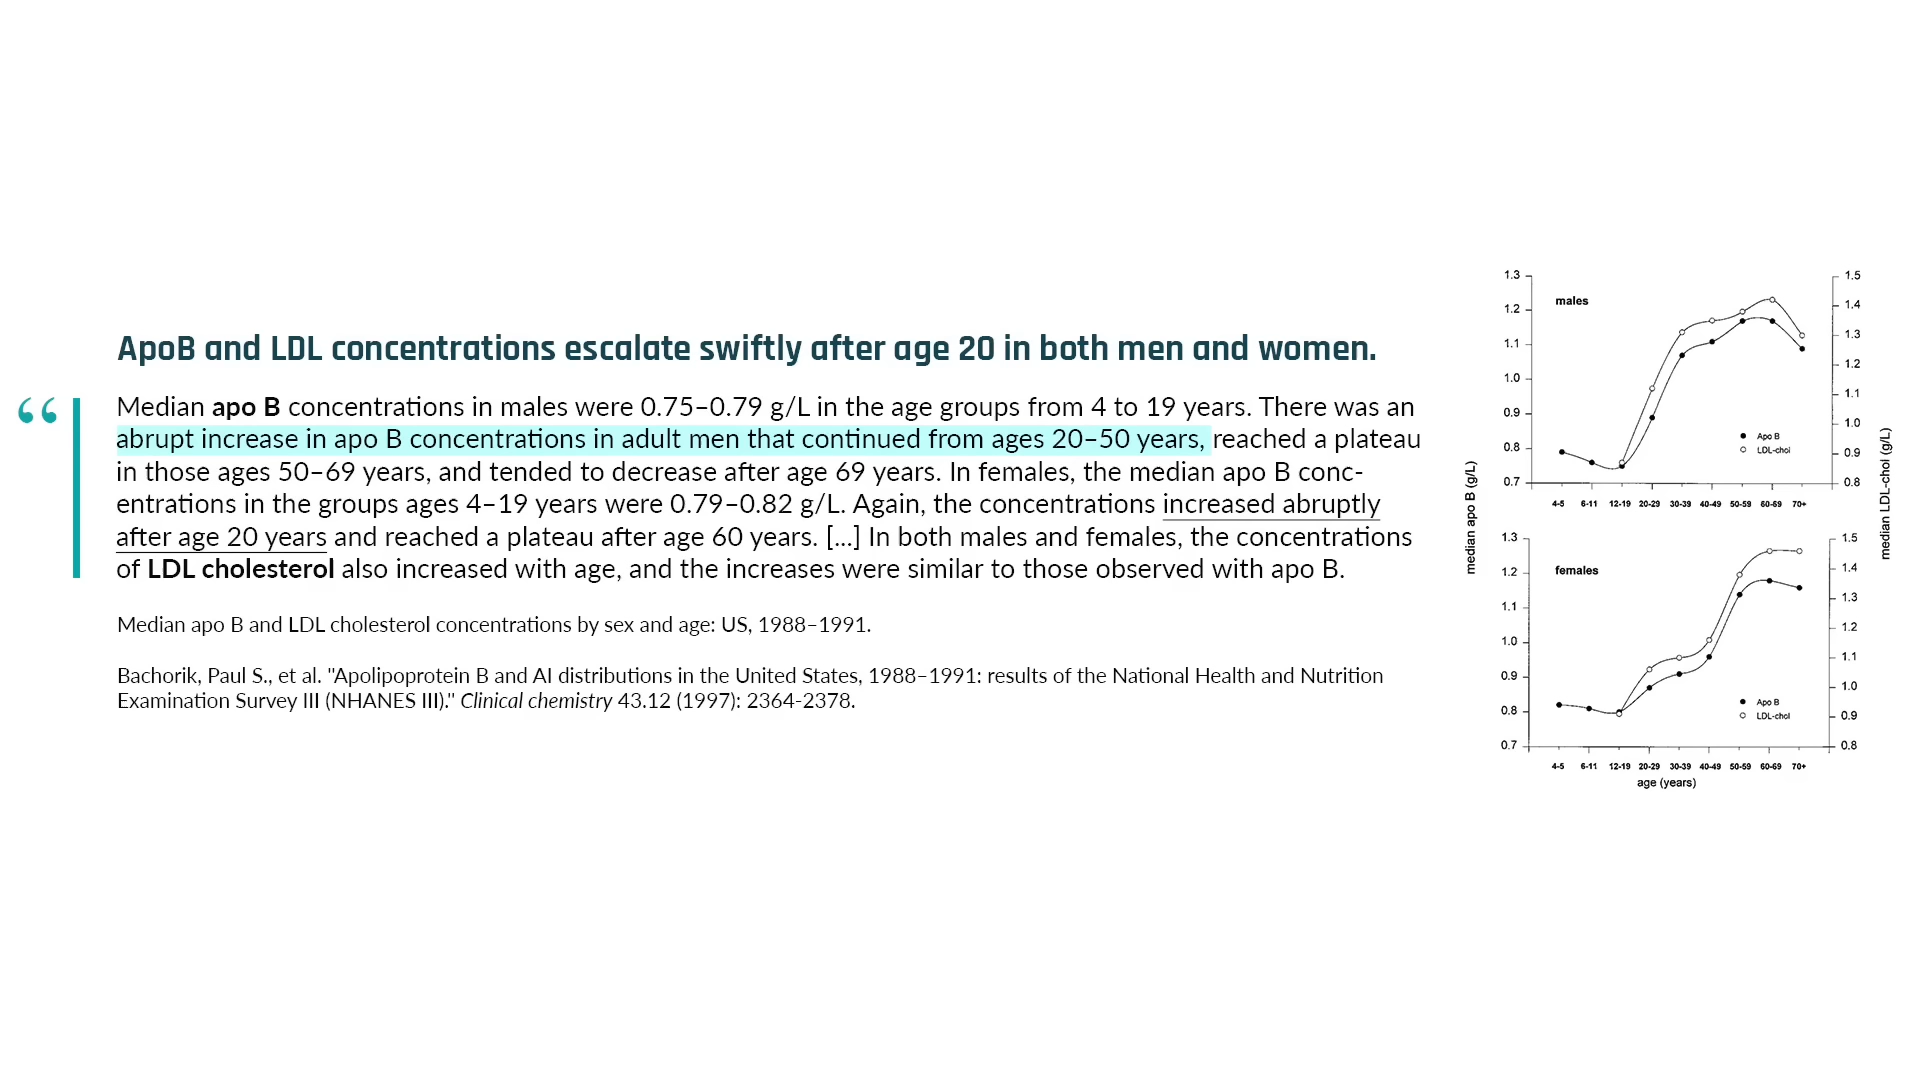 ApoB and LDL concentrations escalate swiftly after age 20 in both men and women.
“
Median apo B concentrations in males were 0.75–0.79 g/L in the age groups from 4 to 19 years. There was an
abrupt increase in apo B concentrations in adult men that continued from ages 20–50 years, reached a plateau
in those ages 50–69 years, and tended to decrease after age 69 years. In females, the median apo B conc-
entrations in the groups ages 4–19 years were 0.79–0.82 g/L. Again, the concentrations increased abruptly
after age 20 years and reached a plateau after age 60 years. [...] In both males and females, the concentrations
of LDL cholesterol also increased with age, and the increases were similar to those observed with apo B.
Median apo B and LDL cholesterol concentrations by sex and age: US, 1988–1991.
Bachorik, Paul S., et al. "Apolipoprotein B and AI distributions in the United States, 1988–1991: results of the National Health and Nutrition
Examination Survey III (NHANES III)." Clinical chemistry 43.12 (1997): 2364-2378.
median apo B (g/L)
1.3
1.2
1.1
1.0
0.9
0.8
0.7
males
Apo B
LDL-chol
1.5
1.4
1.3
1.2
1.1
1.0
0.9
0.8
4-5 6-11 12-19 20-29 30-39 40-49 50-59 60-69 70+
median LDL-chol (g/L)
1.3
1.2
1.1
1.0
0.9
0.8
0.7
females
Apo B
LDL-chol
1.5
1.4
1.3
1.2
1.1
1.0
0.9
0.8
4-5 6-11 12-19 20-29 30-39 40-49 50-59 60-69 70+
age (years)